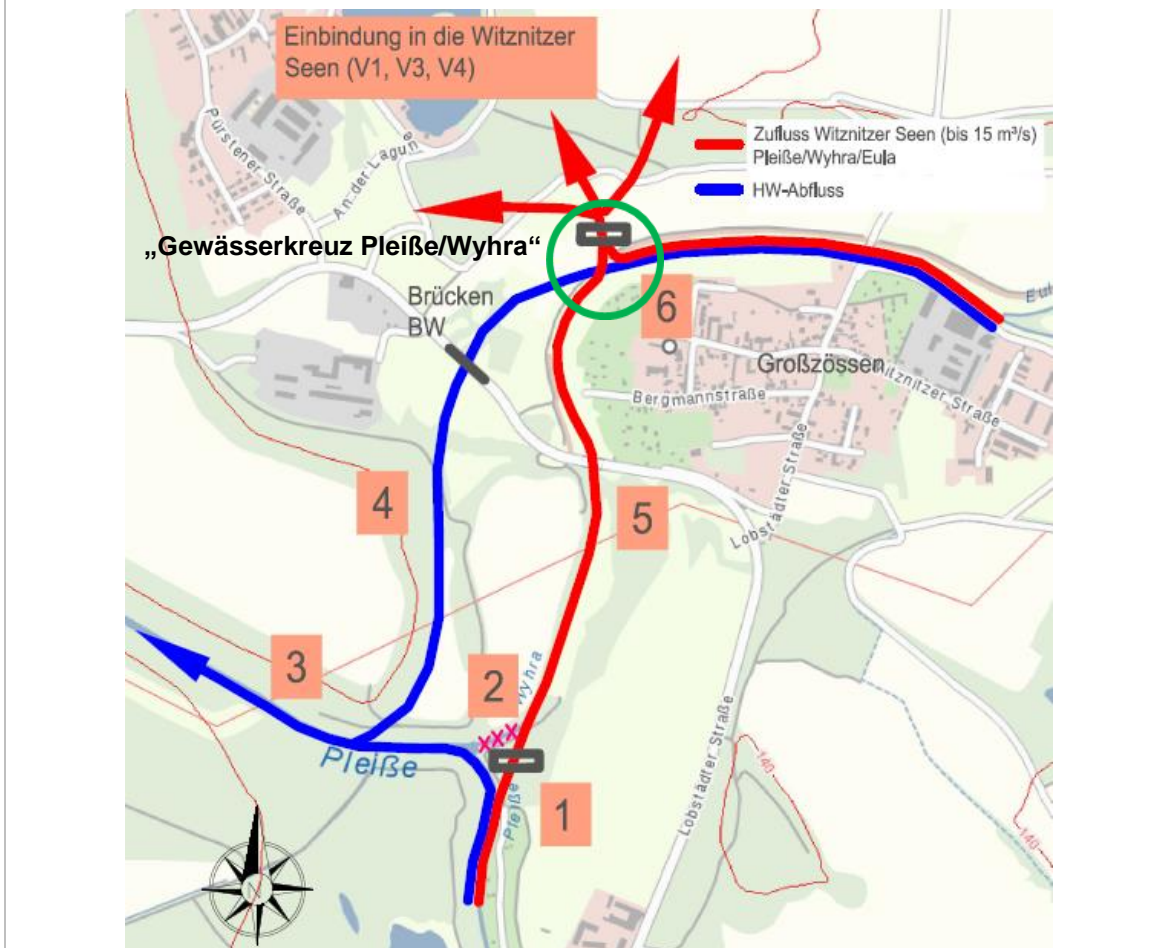 Einbindung in die Witznitzer
Seen (V1, V3, V4)
Zufluss Witznitzer Seen (bis 15 m³/s)
Pleiße/Wyhra/Eula
HW-Abfluss
Pürstener Straße
An der Lagune
„Gewässerkreuz Pleiße/Wyhra“
Brücken
BW
6
Eul
Großzössen
Witznitzer Straße
Bergmannstraße
4
5
Lobstädter Straße
3
2
Wyhra
Pleiße
1
Pleiße
Lobstädter Straße
140
140
N